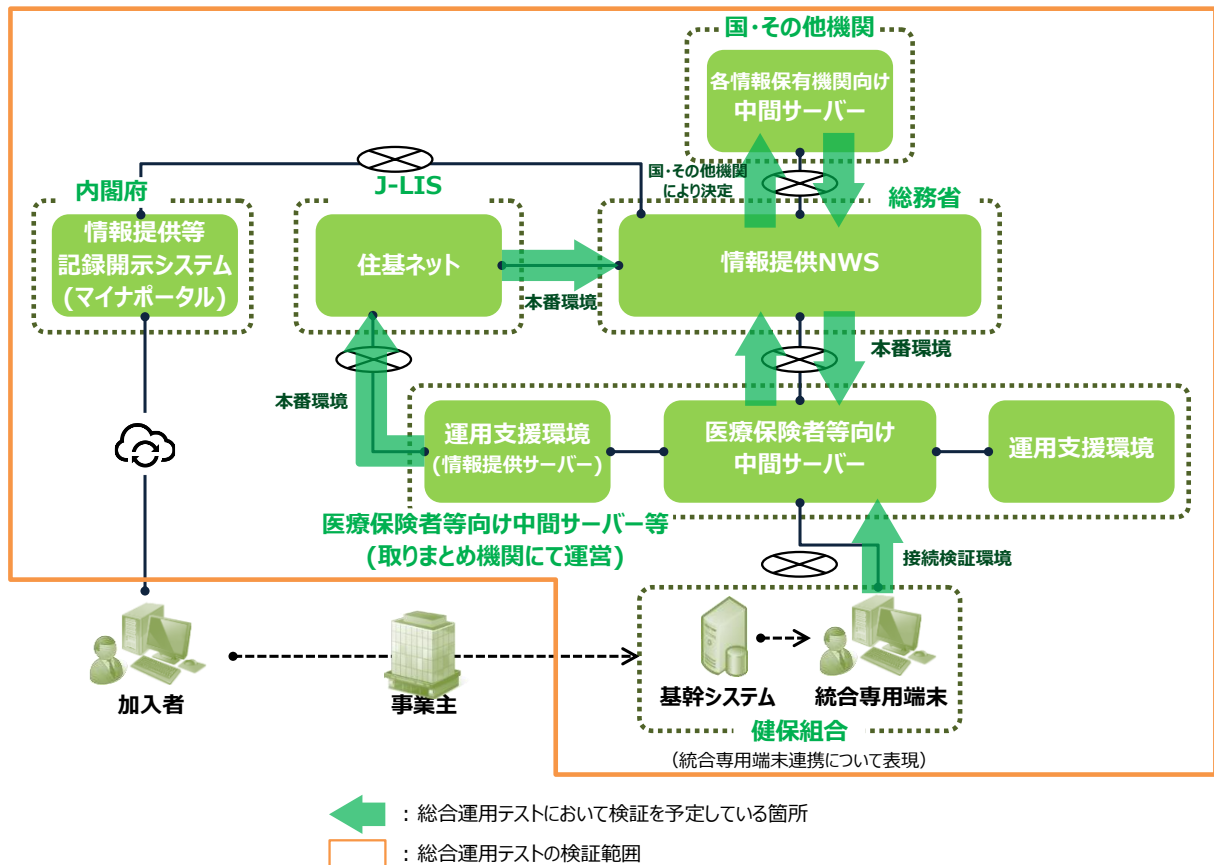 国・その他機関
各情報保有機関向け
中間サーバー
国・その他機関
により決定
J-LIS
内閣府
総務省
情報提供等
記録開示システム
(マイナポータル)
住基ネット
情報提供NWS
本番環境
本番環境
本番環境
運用支援環境
(情報提供サーバー)
医療保険者等向け
中間サーバー
運用支援環境
医療保険者等向け中間サーバー等
(取りまとめ機関にて運営)
接続検証環境
加入者
事業主
基幹システム
統合専用端末
健保組合
（統合専用端末連携について表現）
：総合運用テストにおいて検証を予定している箇所
：総合運用テストの検証範囲